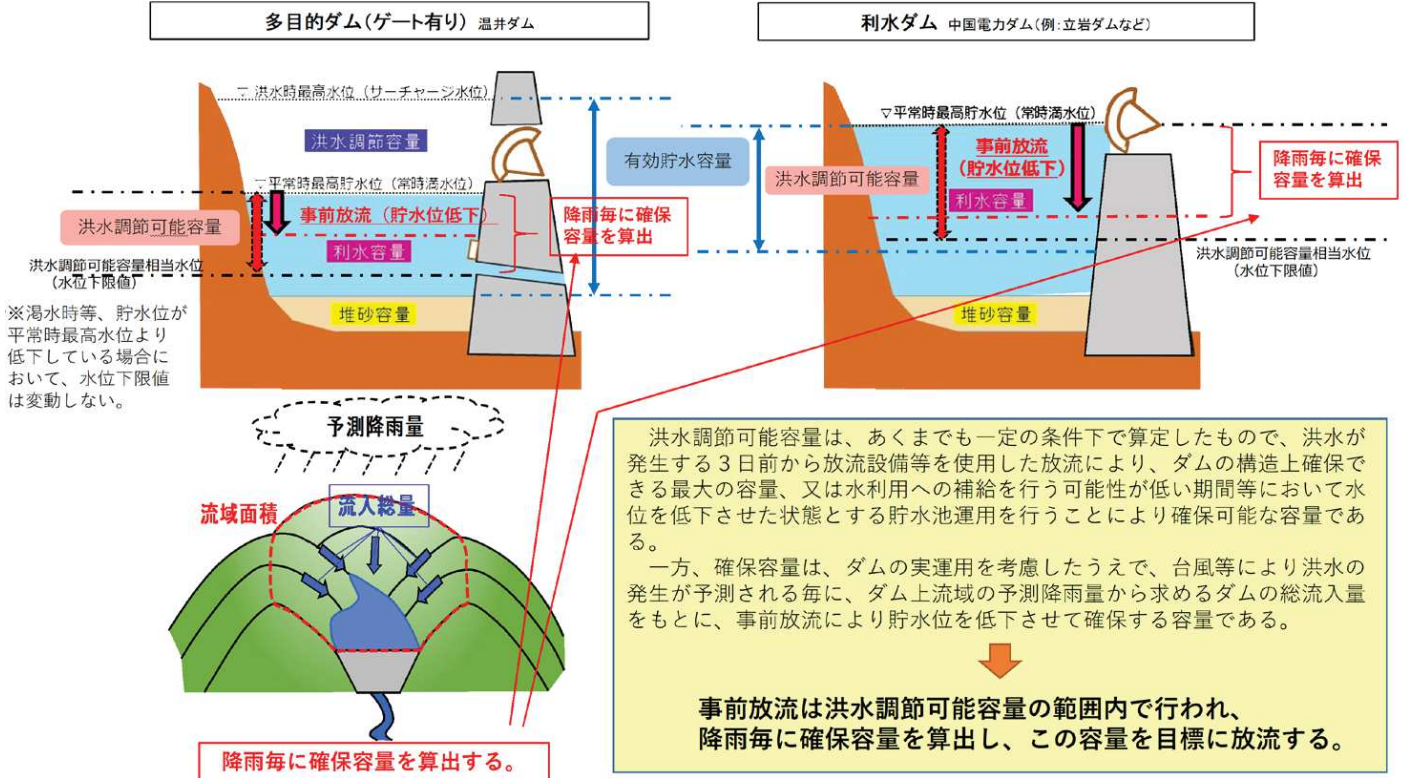 多目的ダム(ゲート有り) 温井ダム
▽ 洪水時最高水位（サーチャージ水位）
洪水調節容量
▽平常時最高貯水位（常時満水位）
事前放流（貯水位低下）
利水容量
堆砂容量
洪水調節可能容量
洪水調節可能容量相当水位
（水位下限値）
※渇水時等、貯水位が
平常時最高水位より
低下している場合に
おいて、水位下限値
は変動しない。
降雨毎に確保
容量を算出
有効貯水容量
利水ダム 中国電力ダム(例:立岩ダムなど)
▽平常時最高貯水位（常時満水位）
事前放流
（貯水位低下）
洪水調節可能容量
利水容量
堆砂容量
降雨毎に確保
容量を算出
洪水調節可能容量相当水位
（水位下限値）
予測降雨量
流域面積
流入総量
降雨毎に確保容量を算出する。
洪水調節可能容量は、あくまでも一定の条件下で算定したもので、洪水が
発生する３日前から放流設備等を使用した放流により、ダムの構造上確保で
きる最大の容量、又は水利用への補給を行う可能性が低い期間等において水
位を低下させた状態とする貯水池運用を行うことにより確保可能な容量であ
る。
一方、確保容量は、ダムの実運用を考慮したうえで、台風等により洪水の
発生が予測される毎に、ダム上流域の予測降雨量から求めるダムの総流入量
をもとに、事前放流により貯水位を低下させて確保する容量である。
事前放流は洪水調節可能容量の範囲内で行われ、
降雨毎に確保容量を算出し、この容量を目標に放流する。